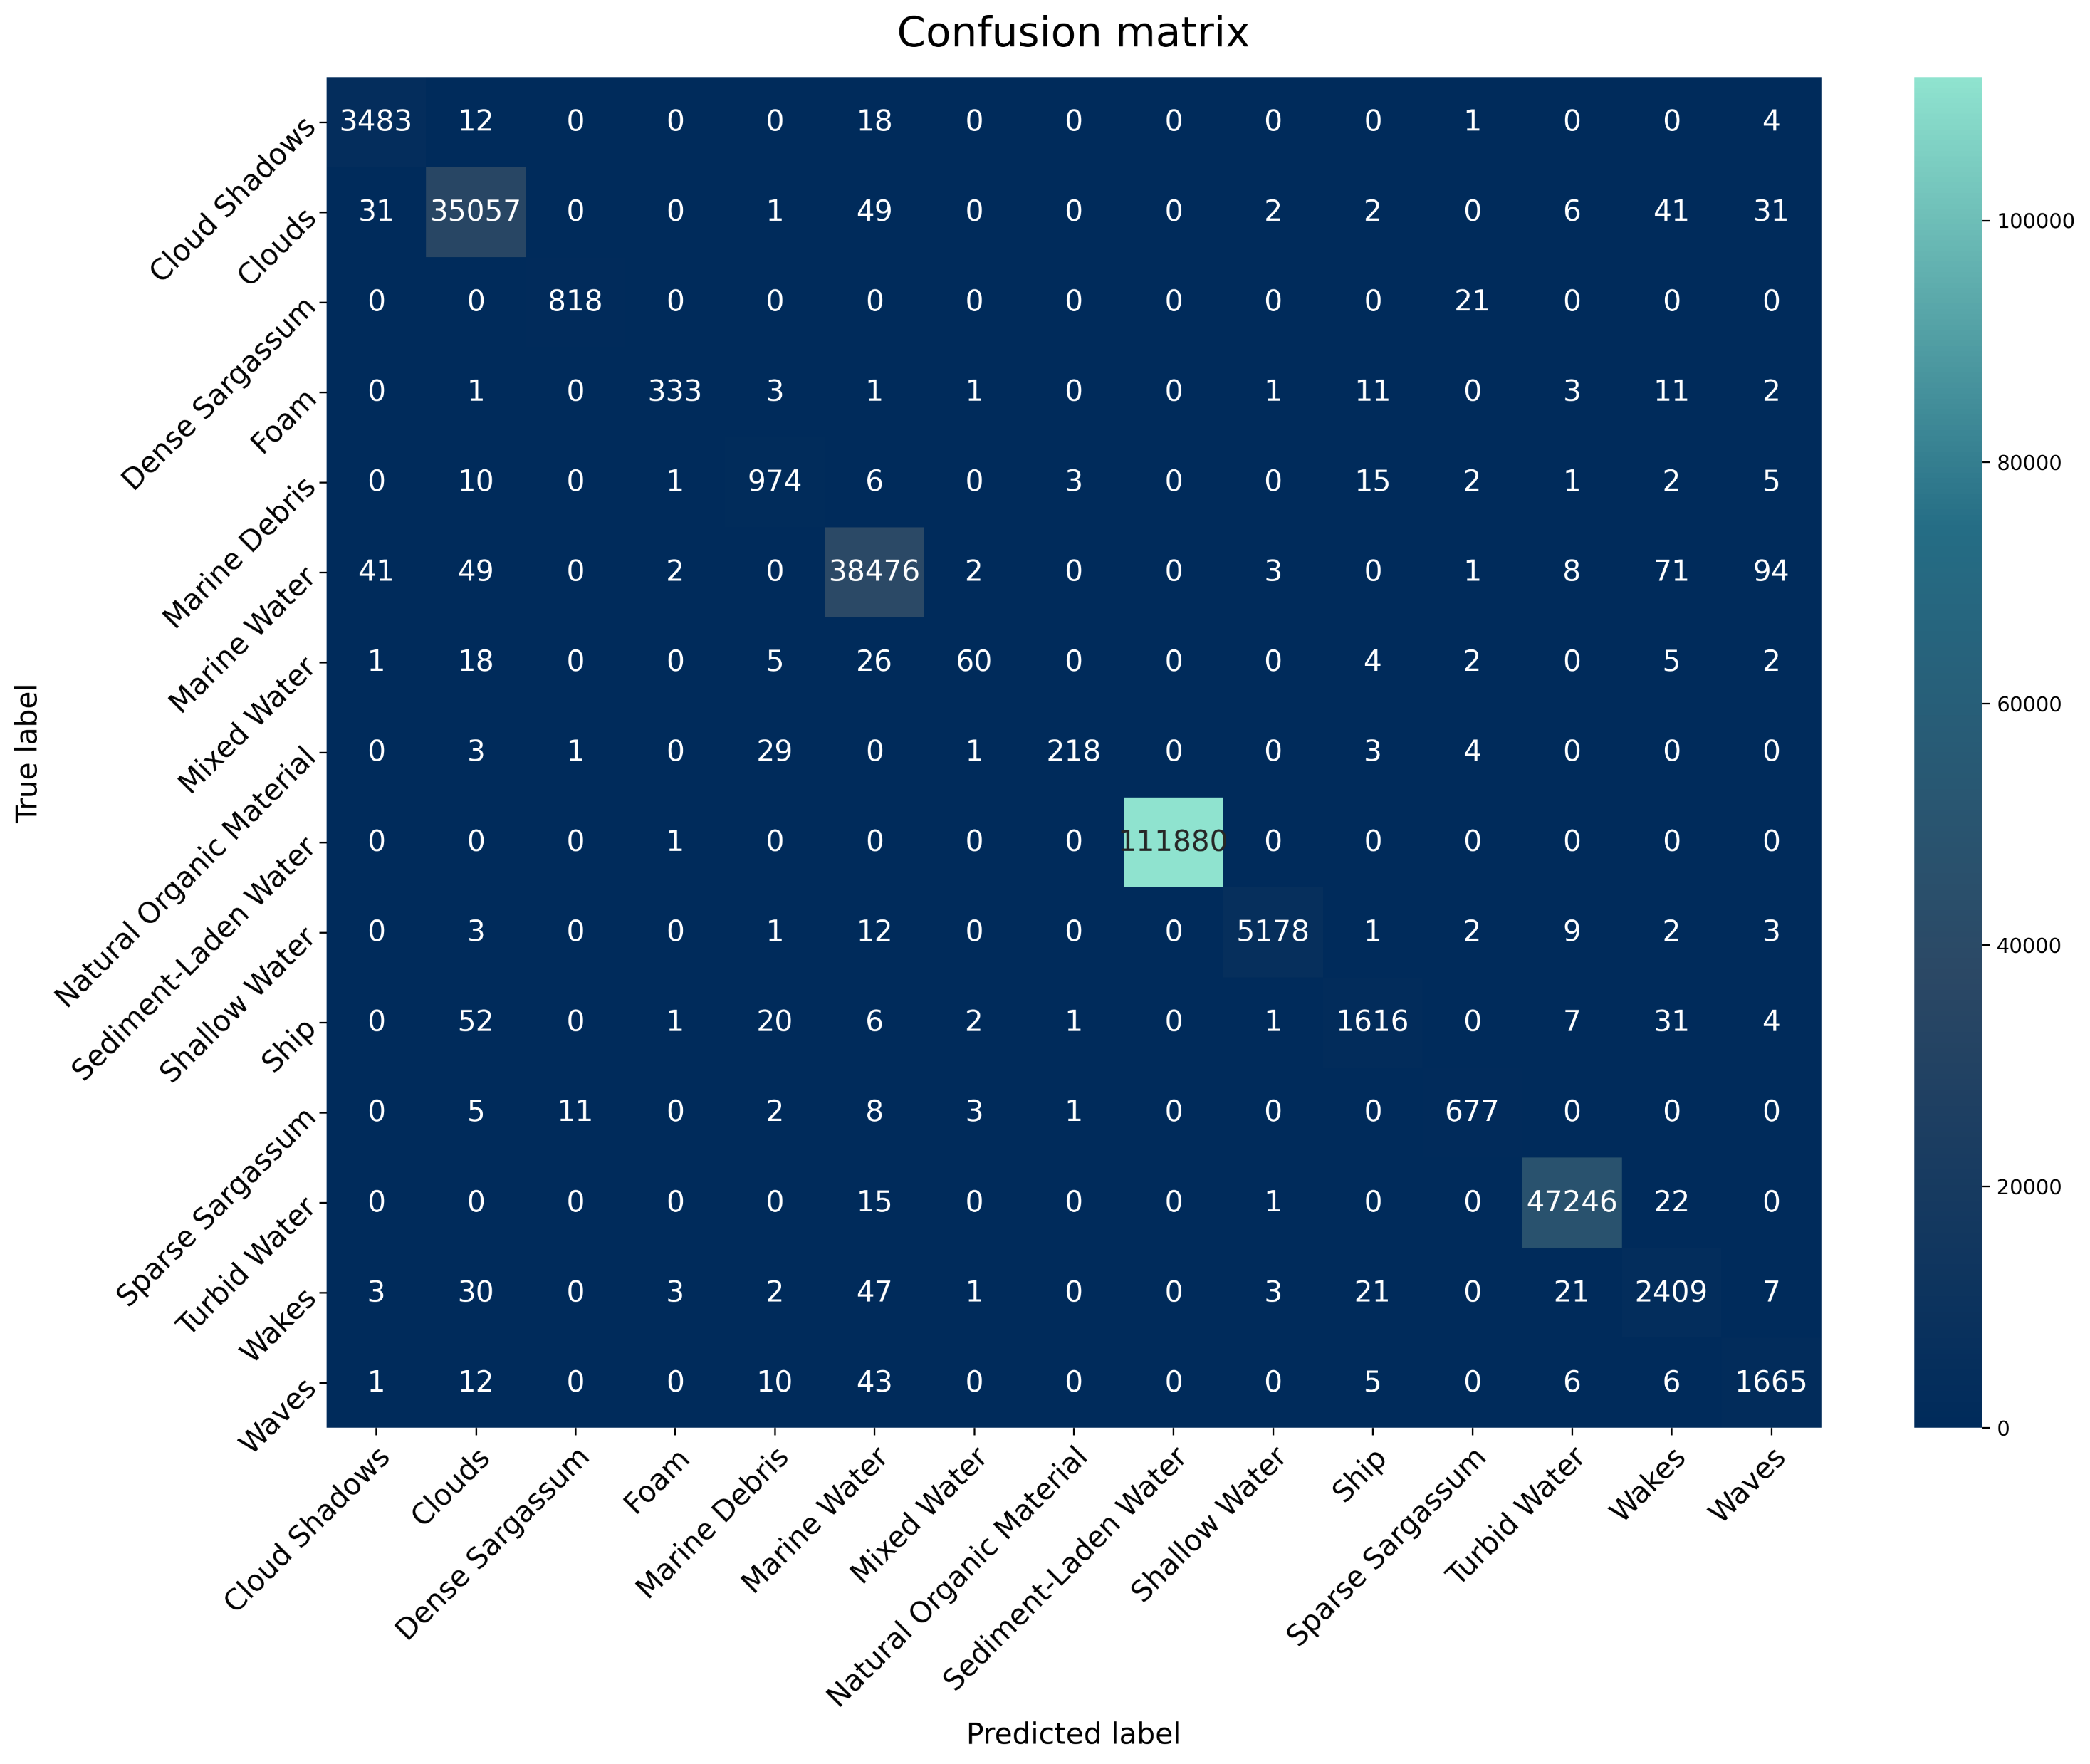 Confusion matrix
True label
Cloud Shadows 3483 12 0 0 0 18 0 0 0 0 0 1 0 0 4
Clouds 31 35057 0 0 1 49 0 0 0 2 2 0 6 41 31
Dense Sargassum 0 0 818 0 0 0 0 0 0 0 0 21 0 0 0
Foam 0 1 0 333 3 1 1 0 0 1 11 0 3 11 2
Marine Debris 0 10 0 1 974 6 0 3 0 0 15 2 1 2 5
Marine Water 41 49 0 2 0 38476 2 0 0 3 0 1 8 71 94
Mixed Water 1 18 0 0 5 26 60 0 0 0 4 2 0 5 2
Natural Organic Material 0 3 1 0 29 0 1 218 0 0 3 4 0 0 0
Sediment-Laden Water 0 0 0 1 0 0 0 0 111880 0 0 0 0 0 0
Shallow Water 0 3 0 0 1 12 0 0 0 5178 1 2 9 2 3
Ship 0 52 0 1 20 6 2 1 0 1 1616 0 7 31 4
Sparse Sargassum 0 5 11 0 2 8 3 1 0 0 0 677 0 0 0
Turbid Water 0 0 0 0 0 15 0 0 0 1 0 0 47246 22 0
Wakes 3 30 0 3 2 47 1 0 0 3 21 0 21 2409 7
Waves 1 12 0 0 10 43 0 0 0 0 5 0 6 6 1665
Cloud Shadows
Clouds
Dense Sargassum
Foam
Marine Debris
Marine Water
Mixed Water
Natural Organic Material
Sediment-Laden Water
Shallow Water
Ship
Sparse Sargassum
Turbid Water
Wakes
Waves
Predicted label
100000
80000
60000
40000
20000
0